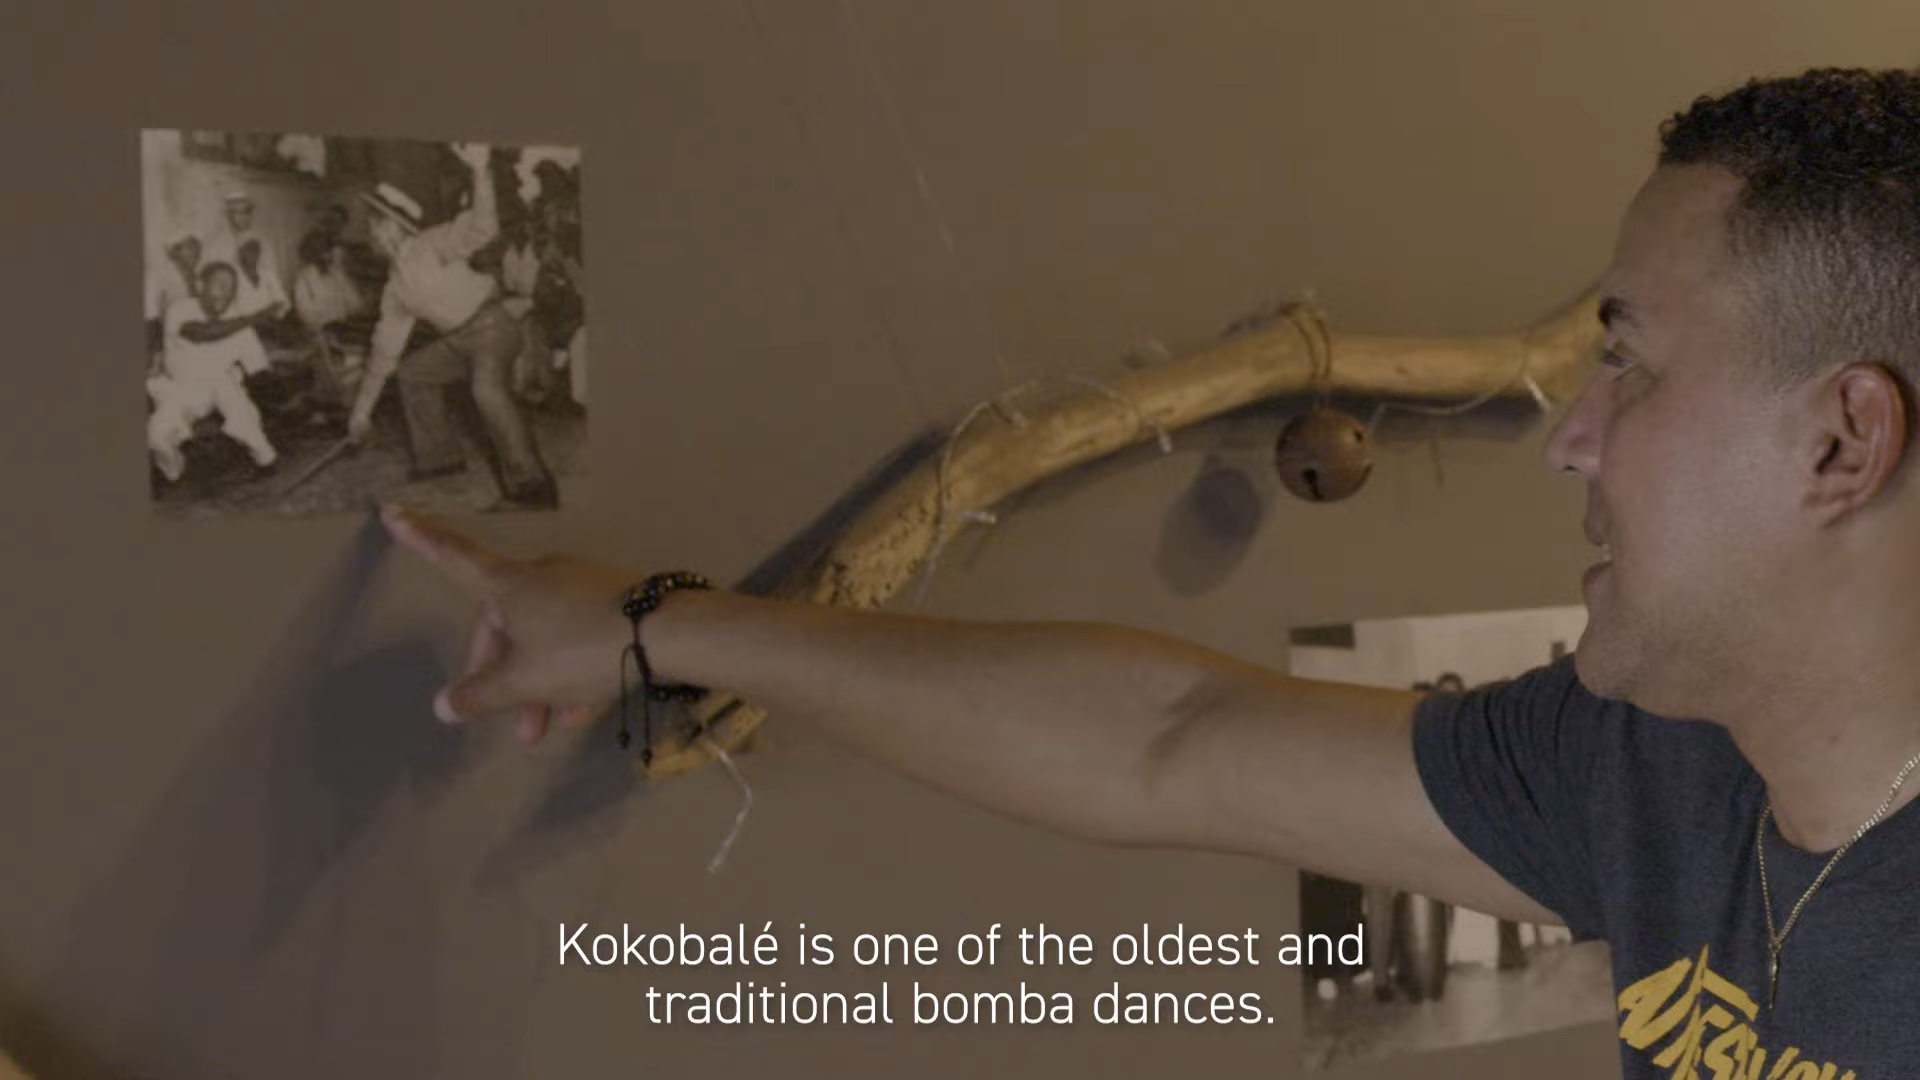 Kokobalé is one of the oldest and
traditional bomba dances.